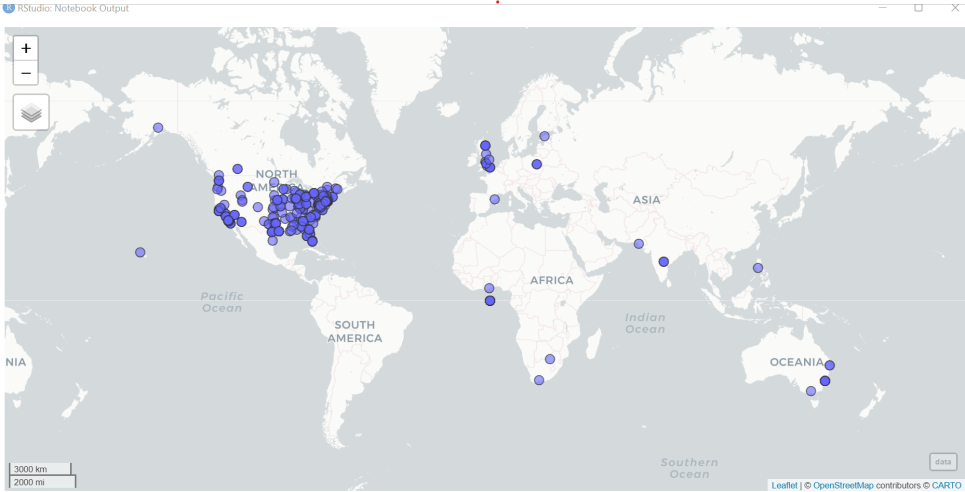 RStudio: Notebook Output
+
−
NORTH
AMERICA
ASIA
AFRICA
Pacific
Ocean
Indian
Ocean
SOUTH
AMERICA
NIA
OCEANIA
Southern
Ocean
data
3000 km
2000 mi
Leaflet | © OpenStreetMap contributors © CARTO